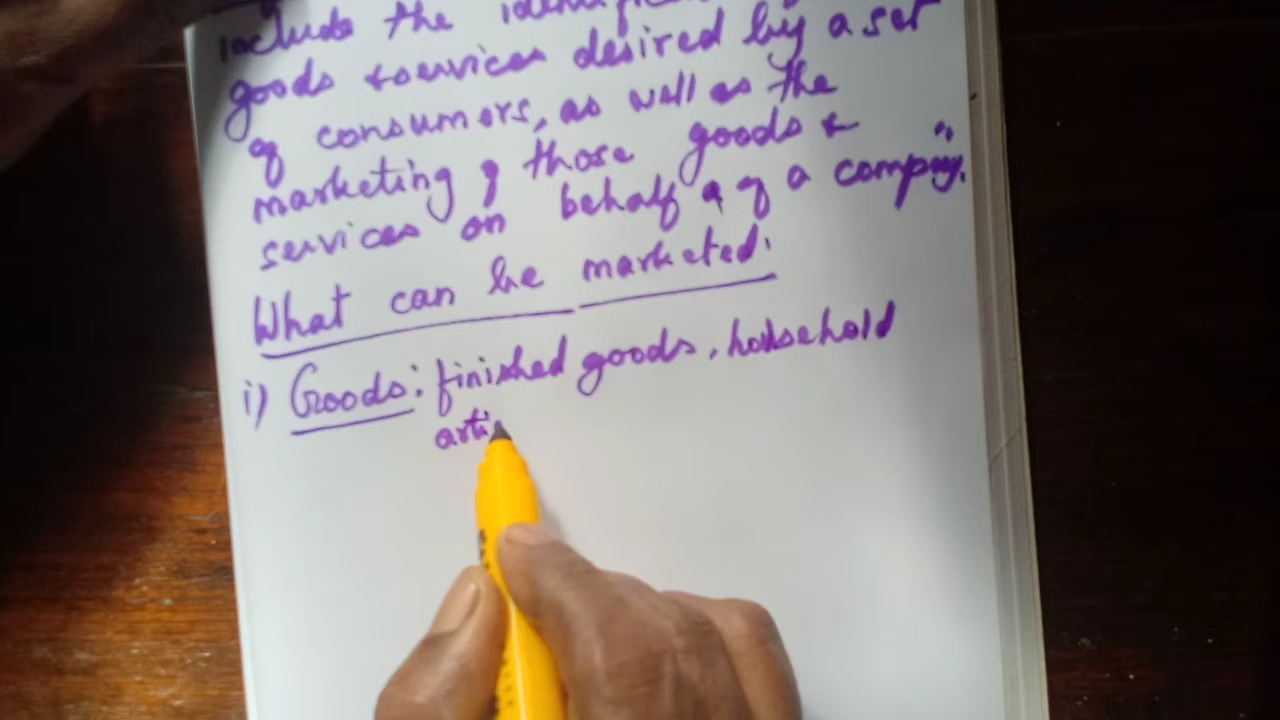 include the
goods & services desired by a set
of consumers, as well as the
marketing of those goods &
services on behalf of a company."
What can be marketed.
i) Goods: finished goods, household
arti